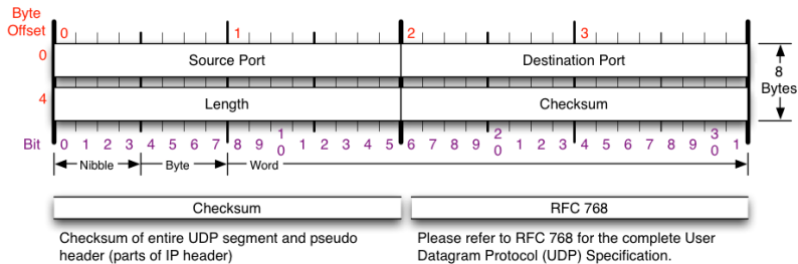 Byte
Offset 0 1 2 3
0 Source Port Destination Port
8
Bytes
4 Length Checksum
Bit 0 1 2 3 4 5 6 7 8 9 10 1 2 3 4 5 6 7 8 9 20 1 2 3 4 5 6 7 8 9 30 1
Nibble Byte Word
Checksum RFC 768
Checksum of entire UDP segment and pseudo
header (parts of IP header)
Please refer to RFC 768 for the complete User
Datagram Protocol (UDP) Specification.